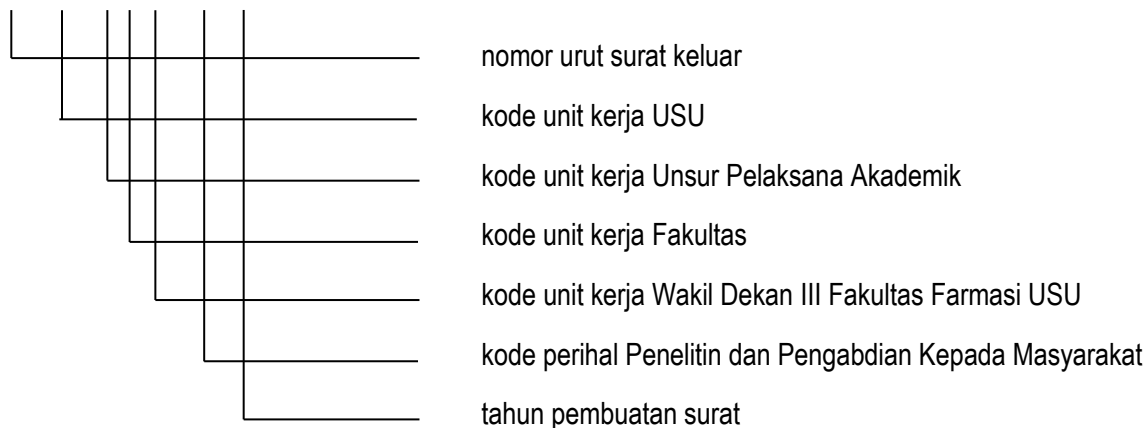 nomor urut surat keluar
kode unit kerja USU
kode unit kerja Unsur Pelaksana Akademik
kode unit kerja Fakultas
kode unit kerja Wakil Dekan III Fakultas Farmasi USU
kode perihal Penelitin dan Pengabdian Kepada Masyarakat
tahun pembuatan surat